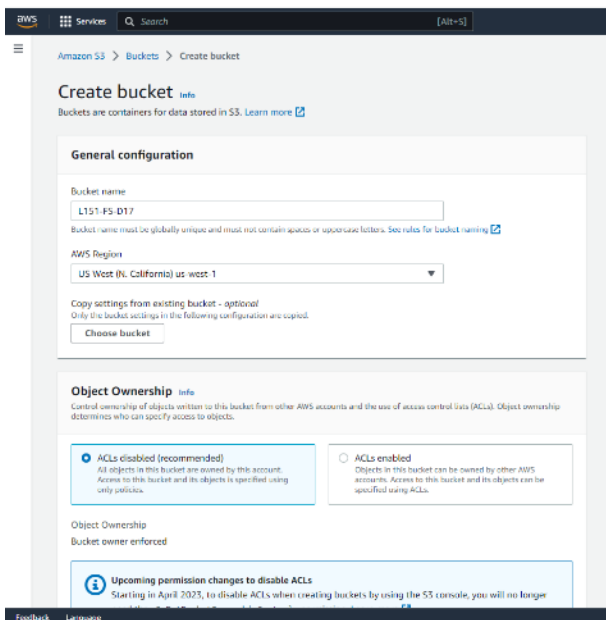 aws
Services
Search
[Alt+S]
Amazon S3 > Buckets > Create bucket
Create bucket Info
Buckets are containers for data stored in S3. Learn more
General configuration
Bucket name
L151-FS-D17
Bucket name must be globally unique and must not contain spaces or uppercase letters. See rules for bucket naming
AWS Region
US West (N. California) us-west-1
Copy settings from existing bucket - optional
Only the bucket settings in the following configuration are copied.
Choose bucket
Object Ownership Info
Control ownership of objects written to this bucket from other AWS accounts and the use of access control lists (ACLs). Object ownership
determines who can specify access to objects.
ACLs disabled (recommended)
All objects in this bucket are owned by this account.
Access to this bucket and its objects is specified using
only policies.
ACLs enabled
Objects in this bucket can be owned by other AWS
accounts. Access to this bucket and its objects can be
specified using ACLs.
Object Ownership
Bucket owner enforced
Upcoming permission changes to disable ACLs
Starting in April 2023, to disable ACLs when creating buckets by using the S3 console, you will no longer
Feedback Language